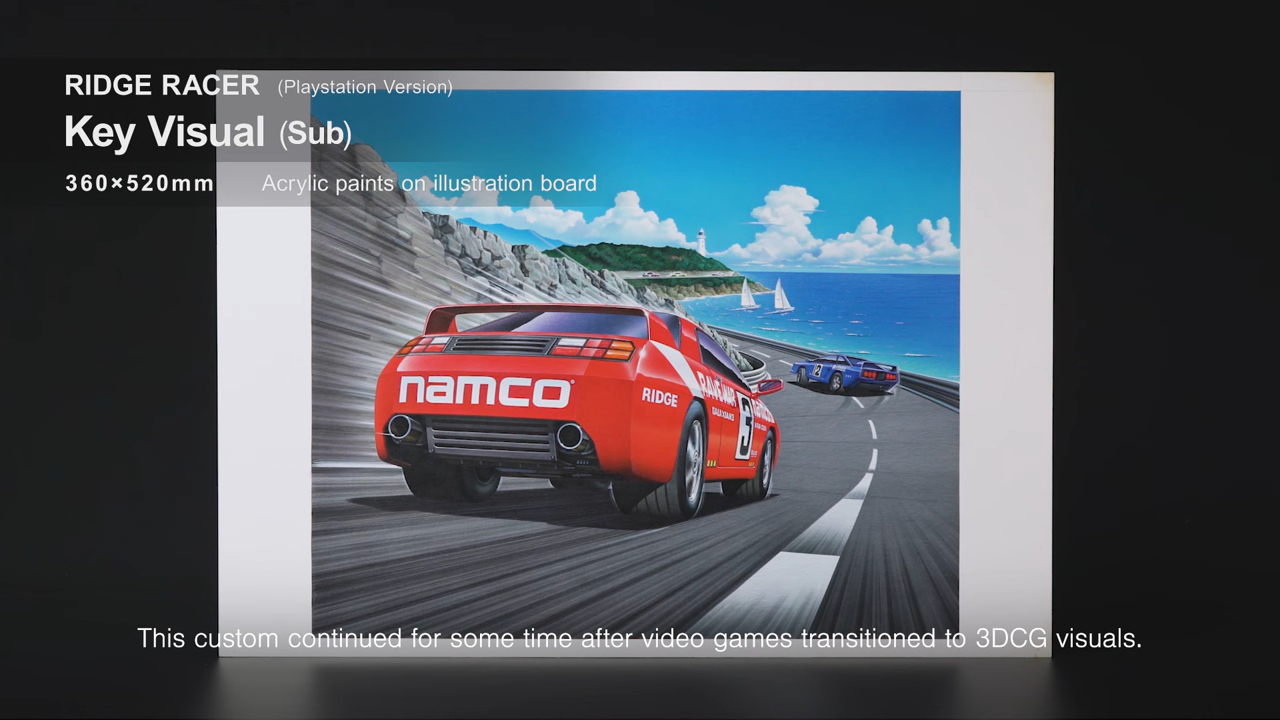 RIDGE RACER (Playstation Version)
Key Visual (Sub)
360×520mm Acrylic paints on illustration board
namco
RIDGE
3
2
This custom continued for some time after video games transitioned to 3DCG visuals.